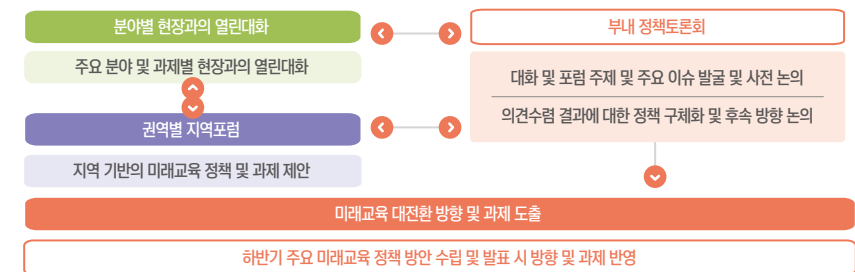 분야별 현장과의 열린대화
주요 분야 및 과제별 현장과의 열린대화
권역별 지역포럼
지역 기반의 미래교육 정책 및 과제 제안
부내 정책토론회
대화 및 포럼 주제 및 주요 이슈 발굴 및 사전 논의
의견수렴 결과에 대한 정책 구체화 및 후속 방향 논의
미래교육 대전환 방향 및 과제 도출
하반기 주요 미래교육 정책 방안 수립 및 발표 시 방향 및 과제 반영